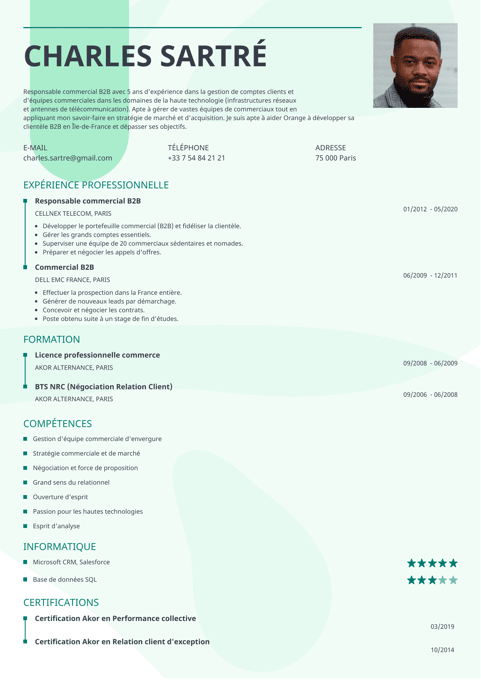 CHARLES SARTRÉ
Responsable commercial B2B avec 5 ans d'expérience dans la gestion de comptes clients et
d'équipes commerciales dans les domaines de la haute technologie (infrastructures réseaux
et antennes de télécommunication). Apte à gérer de vastes équipes de commerciaux tout en
appliquant mon savoir-faire en stratégie de marché et d'acquisition. Je suis apte à aider Orange à développer sa
clientèle B2B en Île-de-France et dépasser ses objectifs.
E-MAIL
charles.sartre@gmail.com
TÉLÉPHONE
+33 7 54 84 21 21
ADRESSE
75 000 Paris
EXPÉRIENCE PROFESSIONNELLE
Responsable commercial B2B
01/2012 - 05/2020
CELLNEX TELECOM, PARIS
• Développer le portefeuille commercial (B2B) et fidéliser la clientèle.
• Gérer les grands comptes essentiels.
• Superviser une équipe de 20 commerciaux sédentaires et nomades.
• Préparer et négocier les appels d'offres.
Commercial B2B
06/2009 - 12/2011
DELL EMC FRANCE, PARIS
• Effectuer la prospection dans la France entière.
• Générer de nouveaux leads par démarchage.
• Concevoir et négocier les contrats.
• Poste obtenu suite à un stage de fin d'études.
FORMATION
Licence professionnelle commerce
09/2008 - 06/2009
AKOR ALTERNANCE, PARIS
BTS NRC (Négociation Relation Client)
09/2006 - 06/2008
AKOR ALTERNANCE, PARIS
COMPÉTENCES
Gestion d'équipe commerciale d'envergure
Stratégie commerciale et de marché
Négociation et force de proposition
Grand sens du relationnel
Ouverture d'esprit
Passion pour les hautes technologies
Esprit d'analyse
INFORMATIQUE
Microsoft CRM, Salesforce
Base de données SQL
CERTIFICATIONS
Certification Akor en Performance collective
03/2019
Certification Akor en Relation client d'exception
10/2014